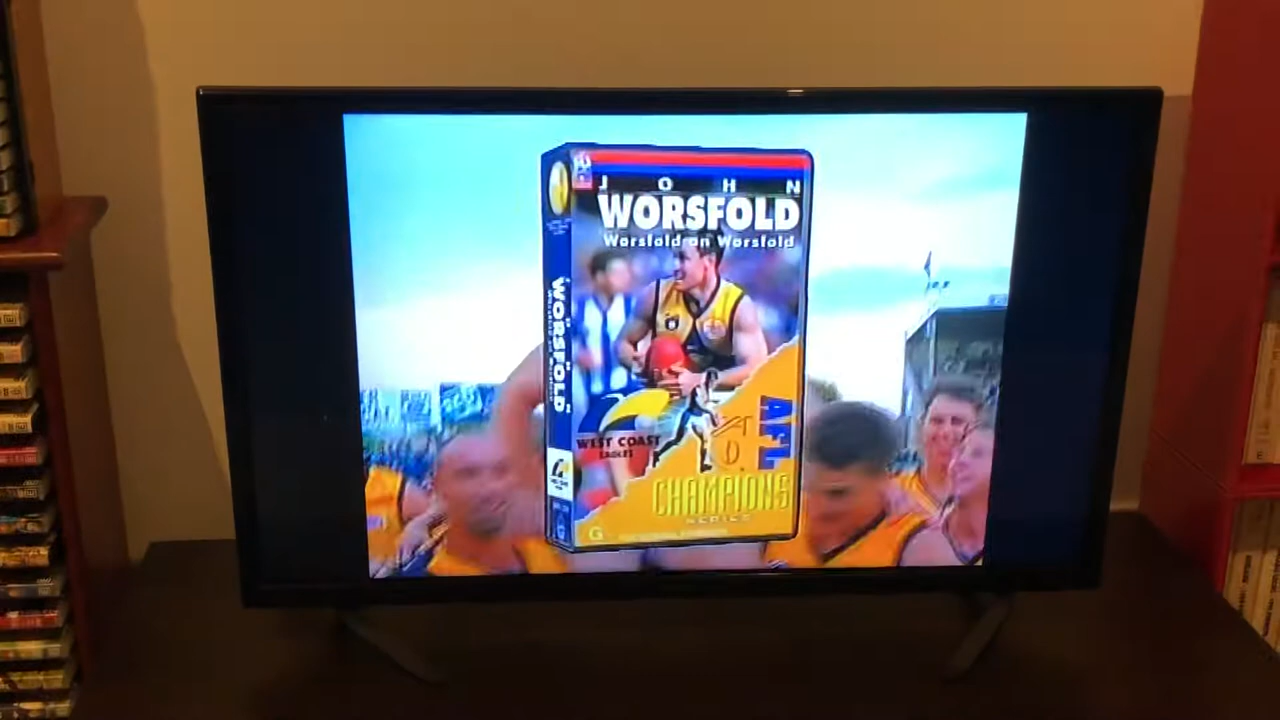 JOHN
WORSFOLD
Worsfold on Worsfold
WORSFOLD
WEST COAST
EAGLES
AFL
CHAMPIONS
SERIES
G
G